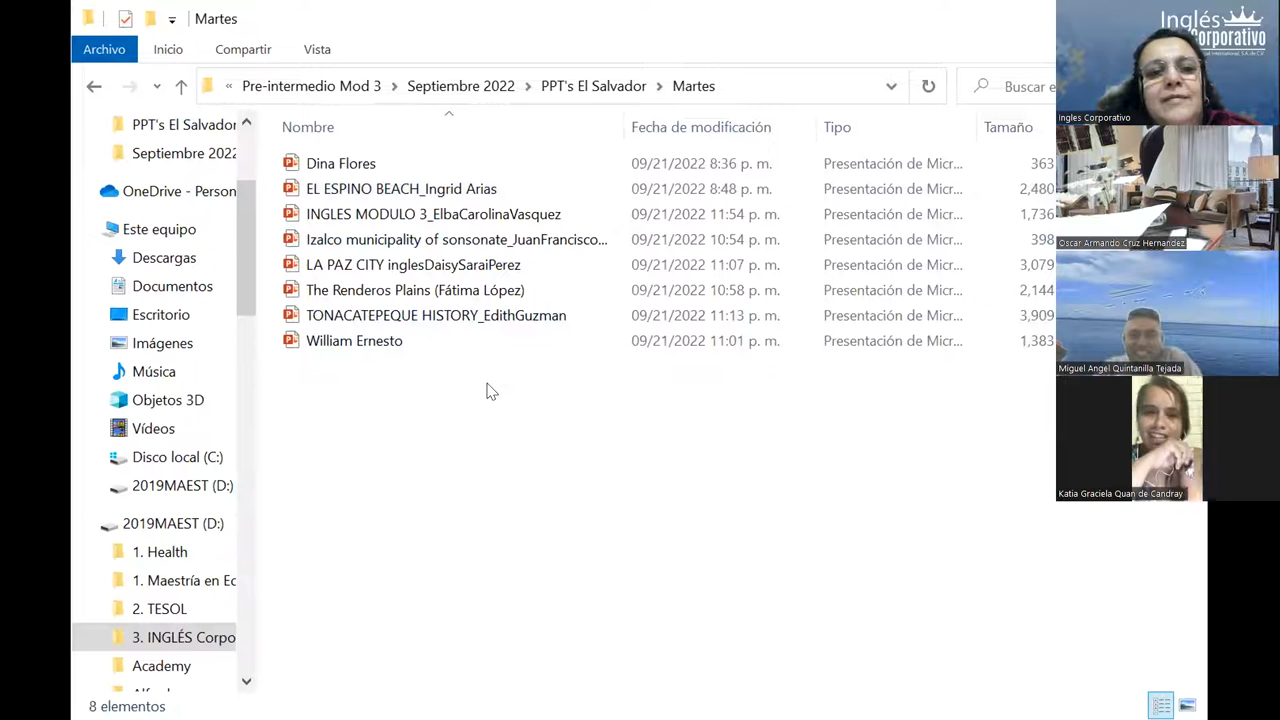 Martes
Archivo Inicio Compartir Vista
« Pre-intermedio Mod 3 > Septiembre 2022 > PPT's El Salvador > Martes
Buscar e
Nombre Fecha de modificación Tipo Tamaño
Dina Flores 09/21/2022 8:36 p. m. Presentación de Micr... 363
EL ESPINO BEACH_Ingrid Arias 09/21/2022 8:48 p. m. Presentación de Micr... 2,480
INGLES MODULO 3_ElbaCarolinaVasquez 09/21/2022 11:54 p. m. Presentación de Micr... 1,736
Izalco municipality of sonsonate_JuanFrancisco... 09/21/2022 10:54 p. m. Presentación de Micr... 398
LA PAZ CITY inglesDaisySaraiPerez 09/21/2022 11:07 p. m. Presentación de Micr... 3,079
The Renderos Plains (Fátima López) 09/21/2022 10:58 p. m. Presentación de Micr... 2,144
TONACATEPEQUE HISTORY_EdithGuzman 09/21/2022 11:13 p. m. Presentación de Micr... 3,909
William Ernesto 09/21/2022 11:01 p. m. Presentación de Micr... 1,383
PPT's El Salvador
Septiembre 2022
OneDrive - Person
Este equipo
Descargas
Documentos
Escritorio
Imágenes
Música
Objetos 3D
Vídeos
Disco local (C:)
2019MAEST (D:)
2019MAEST (D:)
1. Health
1. Maestría en Ec
2. TESOL
3. INGLÉS Corpo
Academy
8 elementos
Inglés
Corporativo
Ingles Corporativo
Oscar Armando Cruz Hernandez
Miguel Angel Quintanilla Tejada
Katia Graciela Quan de Candray